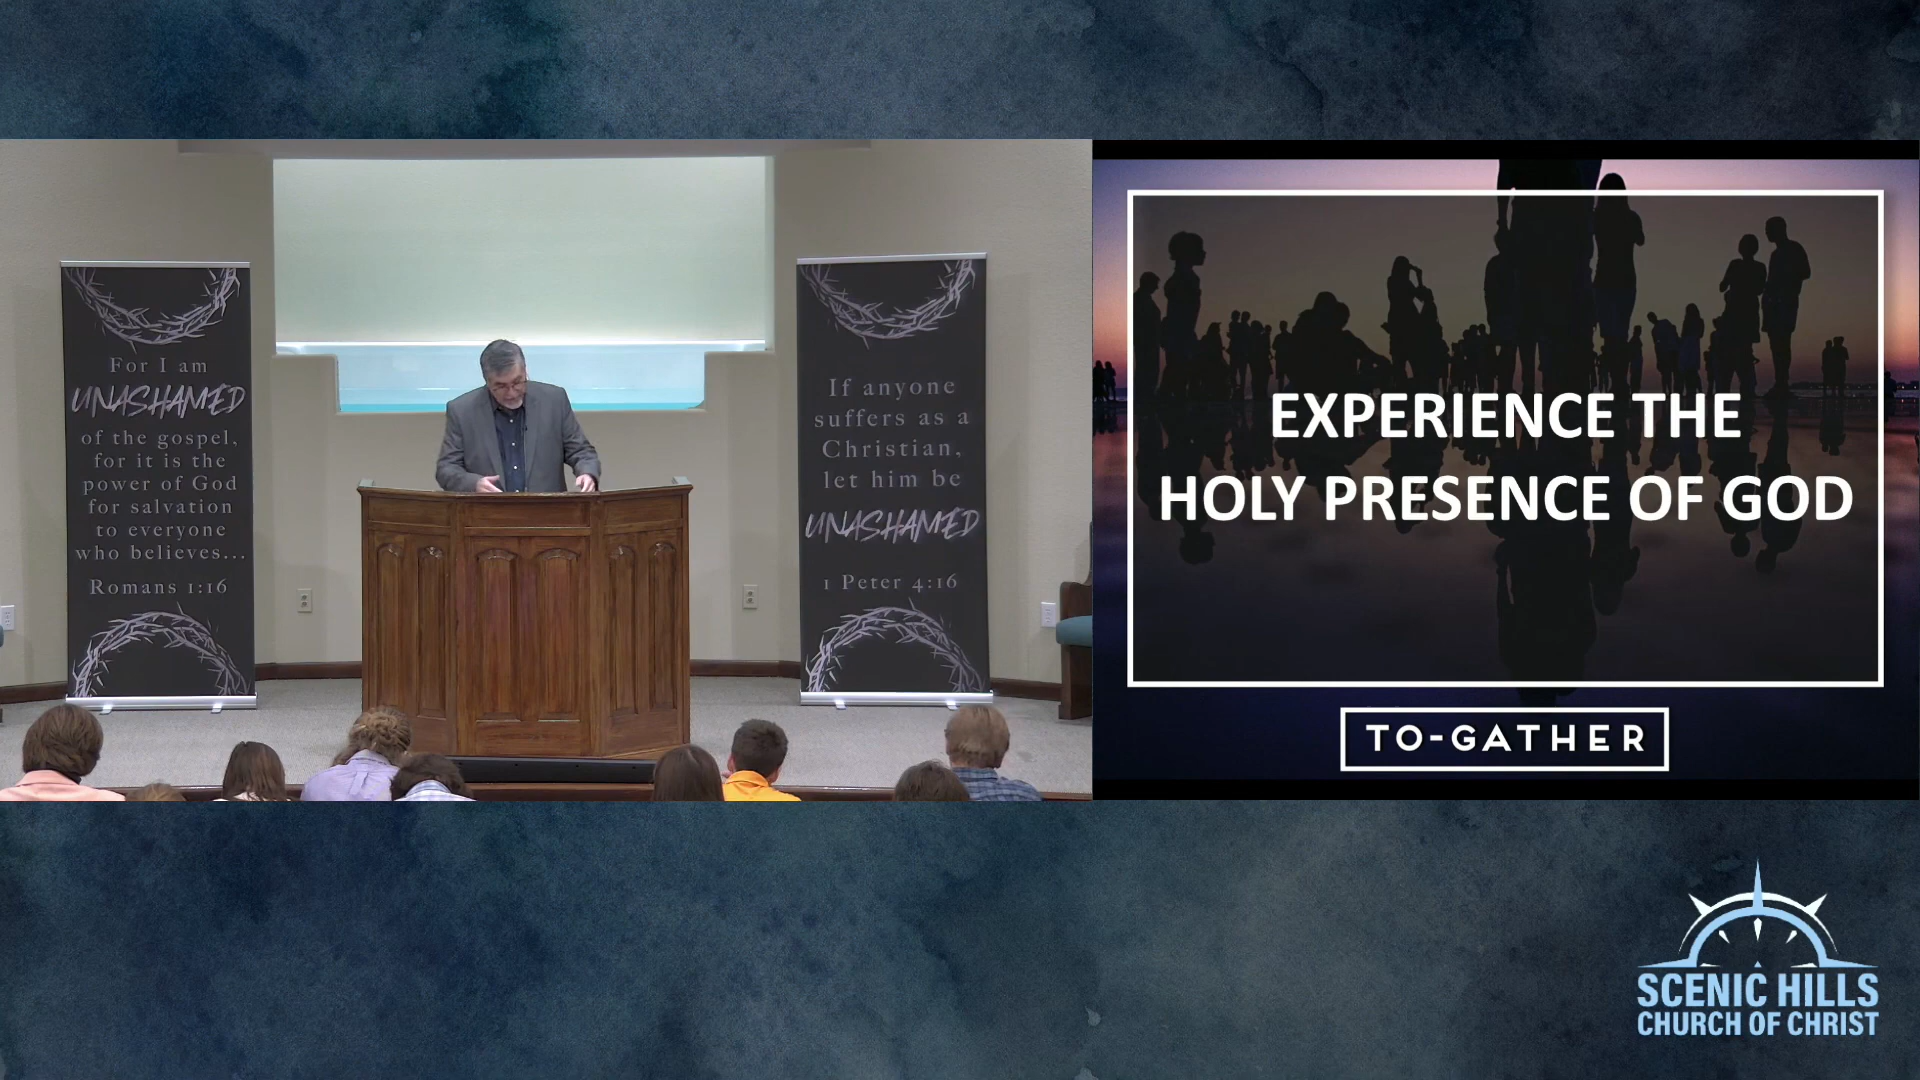 For I am
UNASHAMED
of the gospel,
for it is the
power of God
for salvation
to everyone
who believes...
Romans 1:16
If anyone
suffers as a
Christian,
let him be
UNASHAMED
1 Peter 4:16
EXPERIENCE THE
HOLY PRESENCE OF GOD
TO-GATHER
SCENIC HILLS
CHURCH OF CHRIST